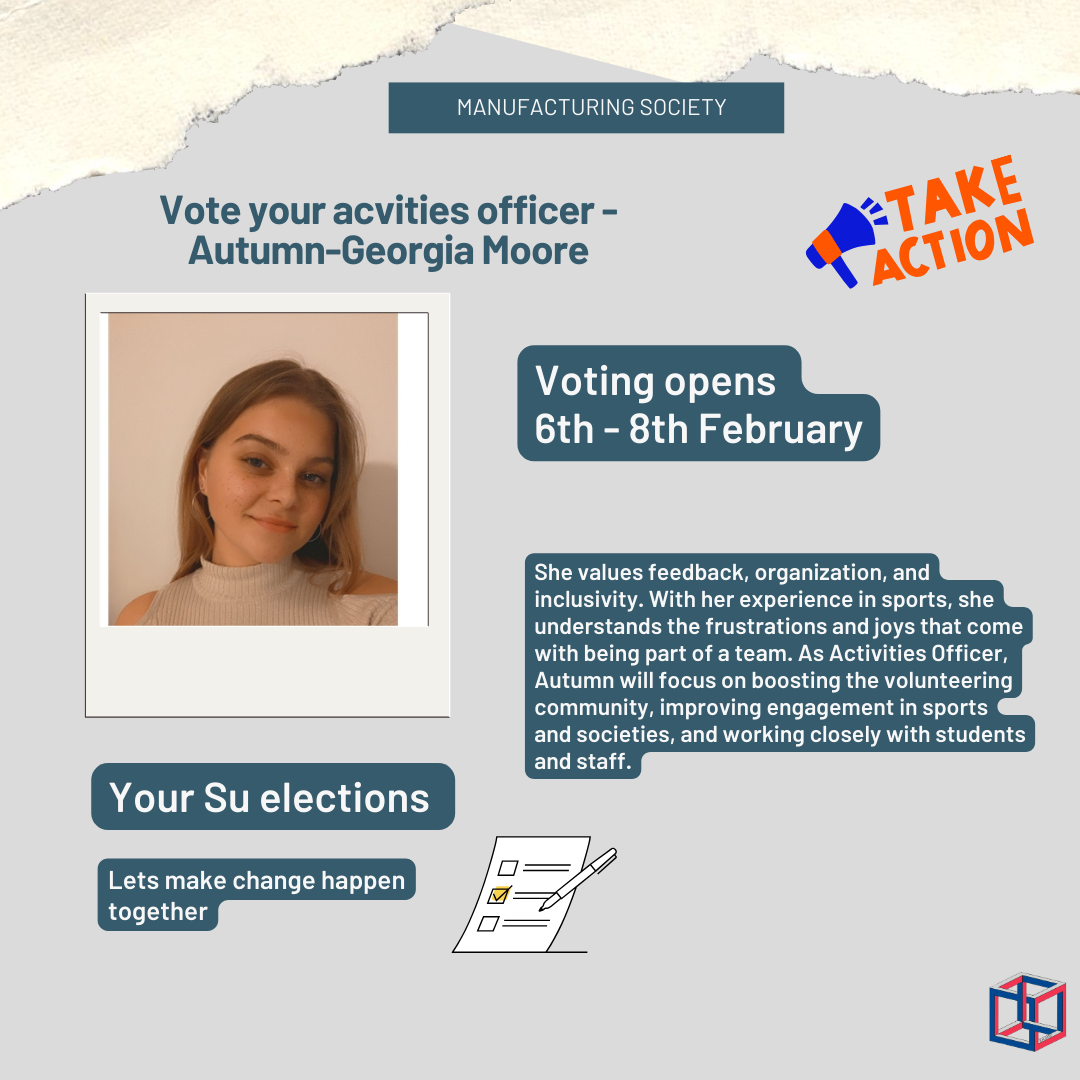 MANUFACTURING SOCIETY
Vote your acvities officer -
Autumn-Georgia Moore
TAKE
ACTION
Voting opens
6th - 8th February
She values feedback, organization, and
inclusivity. With her experience in sports, she
understands the frustrations and joys that come
with being part of a team. As Activities Officer,
Autumn will focus on boosting the volunteering
community, improving engagement in sports
and societies, and working closely with students
and staff.
Your Su elections
Lets make change happen
together